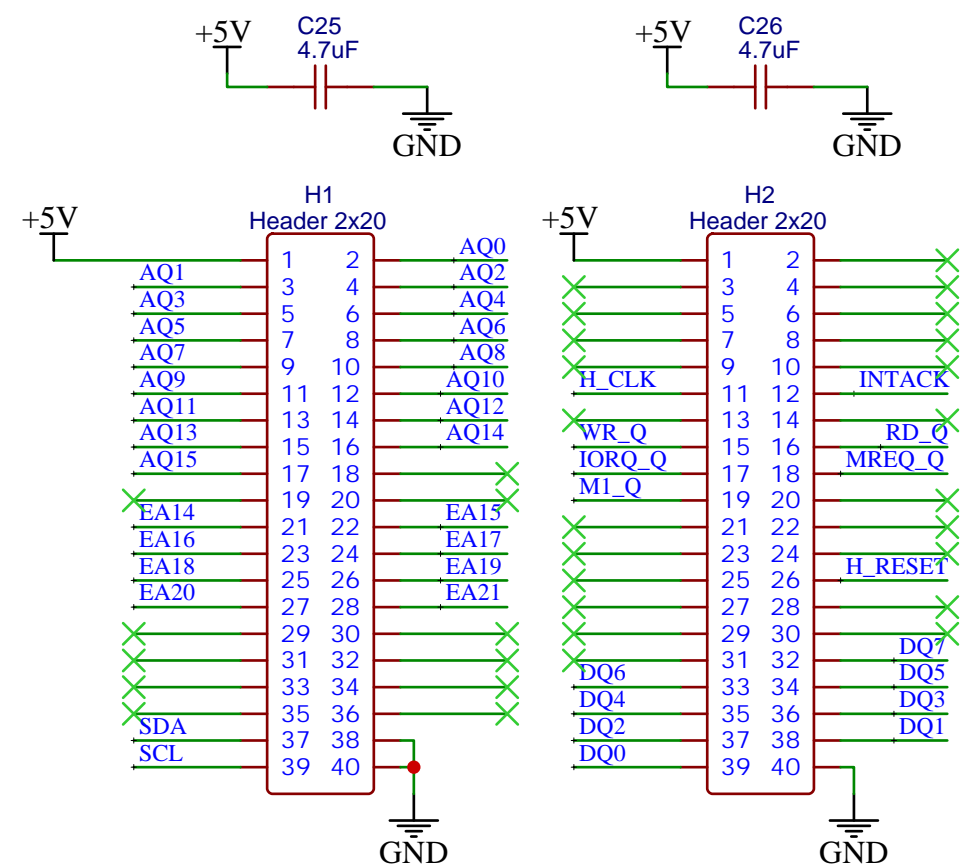 +5V C25 4.7uF GND
+5V C26 4.7uF GND
H1
Header 2x20
+5V
1 2 AQ0
AQ1 3 4 AQ2
AQ3 5 6 AQ4
AQ5 7 8 AQ6
AQ7 9 10 AQ8
AQ9 11 12 AQ10
AQ11 13 14 AQ12
AQ13 15 16 AQ14
AQ15 17 18
19 20
EA14 21 22 EA15
EA16 23 24 EA17
EA18 25 26 EA19
EA20 27 28 EA21
29 30
31 32
33 34
35 36
SDA 37 38
SCL 39 40
GND
H2
Header 2x20
+5V
1 2
3 4
5 6
7 8
9 10
H_CLK 11 12 INTACK
13 14
WR_Q 15 16 RD_Q
IORQ_Q 17 18 MREQ_Q
M1_Q 19 20
21 22
23 24
25 26 H_RESET
27 28
29 30
31 32 DQ7
DQ6 33 34 DQ5
DQ4 35 36 DQ3
DQ2 37 38 DQ1
DQ0 39 40
GND